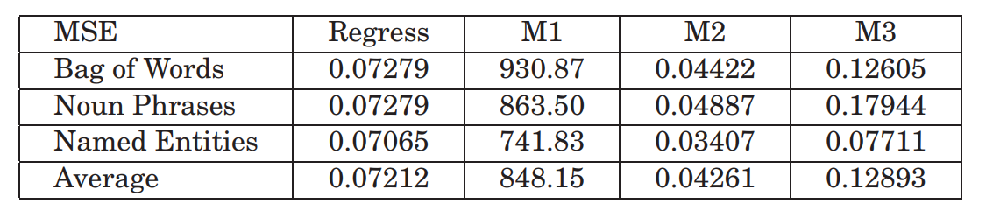 MSE Regress M1 M2 M3
Bag of Words 0.07279 930.87 0.04422 0.12605
Noun Phrases 0.07279 863.50 0.04887 0.17944
Named Entities 0.07065 741.83 0.03407 0.07711
Average 0.07212 848.15 0.04261 0.12893